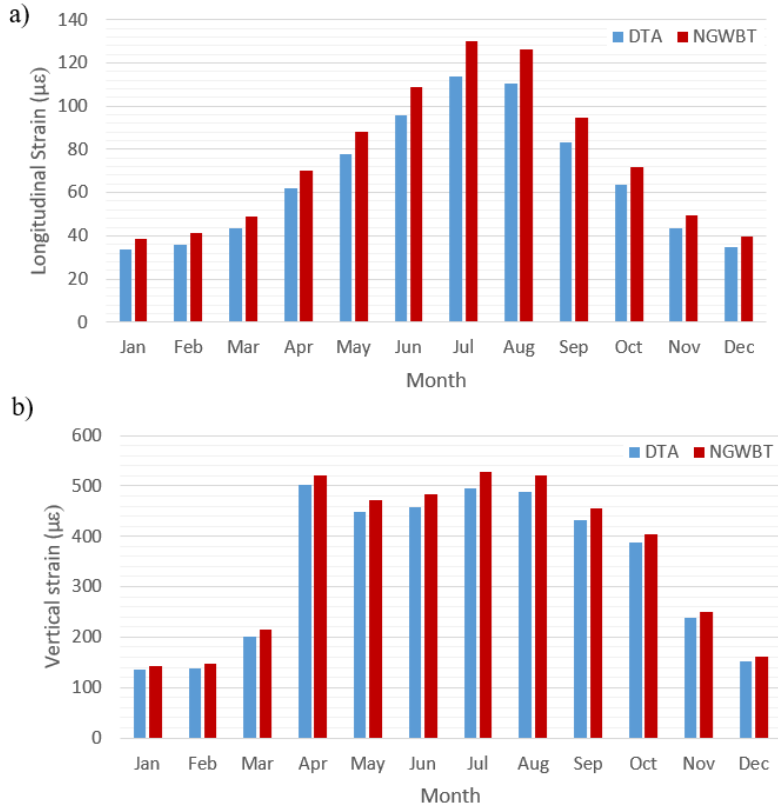 a)
140
120
100
80
60
40
20
0
Longitudinal Strain (με)
DTA NGWBT
Jan Feb Mar Apr May Jun Jul Aug Sep Oct Nov Dec
Month
b)
600
500
400
300
200
100
0
Vertical strain (με)
DTA NGWBT
Jan Feb Mar Apr May Jun Jul Aug Sep Oct Nov Dec
Month